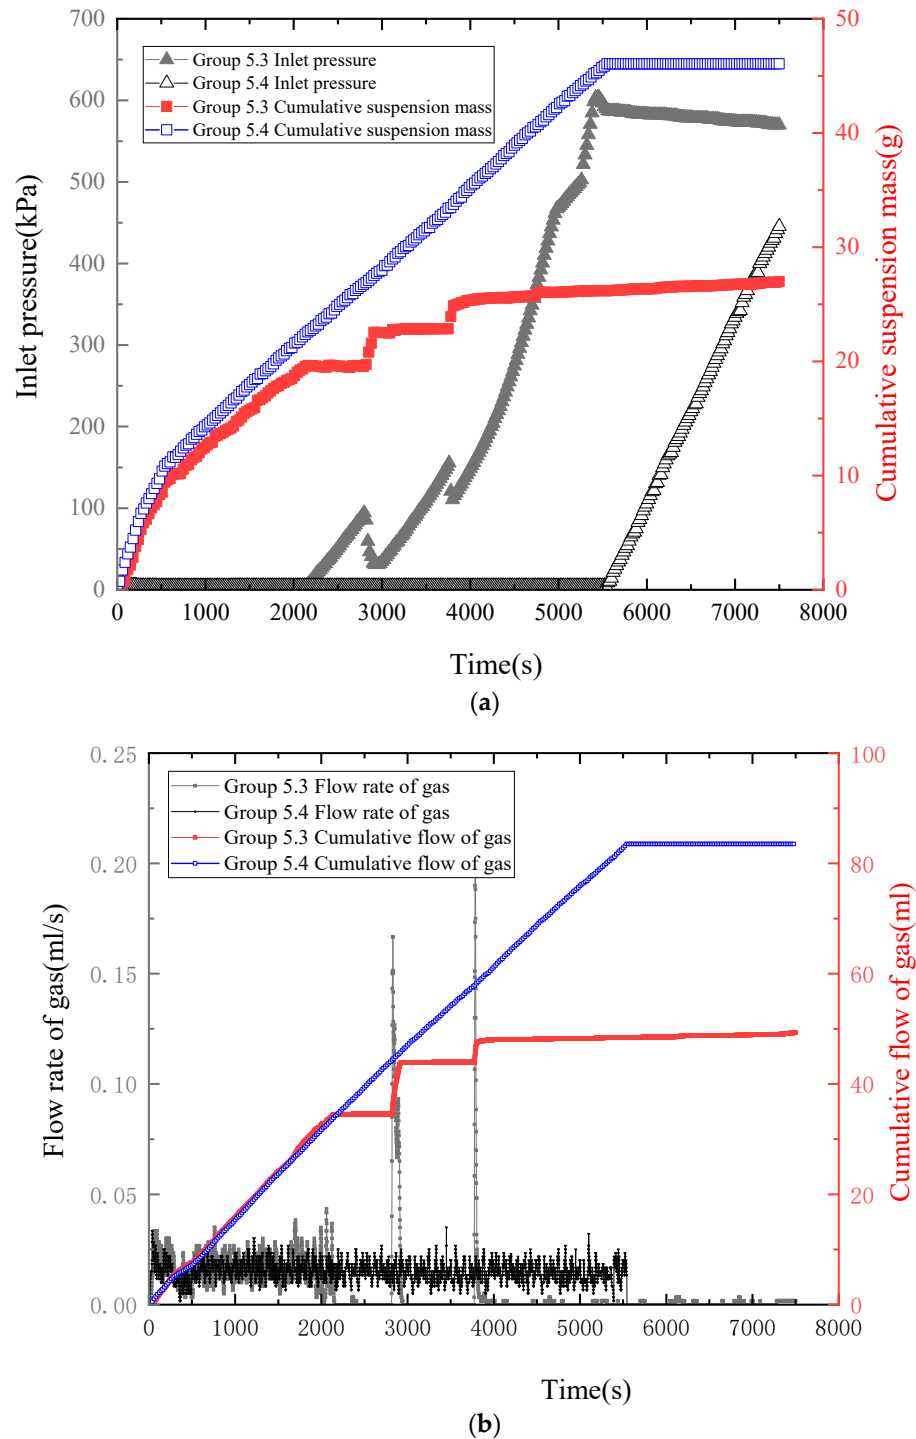 700
600
500
400
300
200
100
0
Inlet pressure(kPa)
Group 5.3 Inlet pressure
Group 5.4 Inlet pressure
Group 5.3 Cumulative suspension mass
Group 5.4 Cumulative suspension mass
50
40
30
20
10
0
Cumulative suspension mass(g)
0 1000 2000 3000 4000 5000 6000 7000 8000
Time(s)
(a)
0.25
0.20
0.15
0.10
0.05
0.00
Flow rate of gas(ml/s)
Group 5.3 Flow rate of gas
Group 5.4 Flow rate of gas
Group 5.3 Cumulative flow of gas
Group 5.4 Cumulative flow of gas
100
80
60
40
20
0
Cumulative flow of gas(ml)
0 1000 2000 3000 4000 5000 6000 7000 8000
Time(s)
(b)